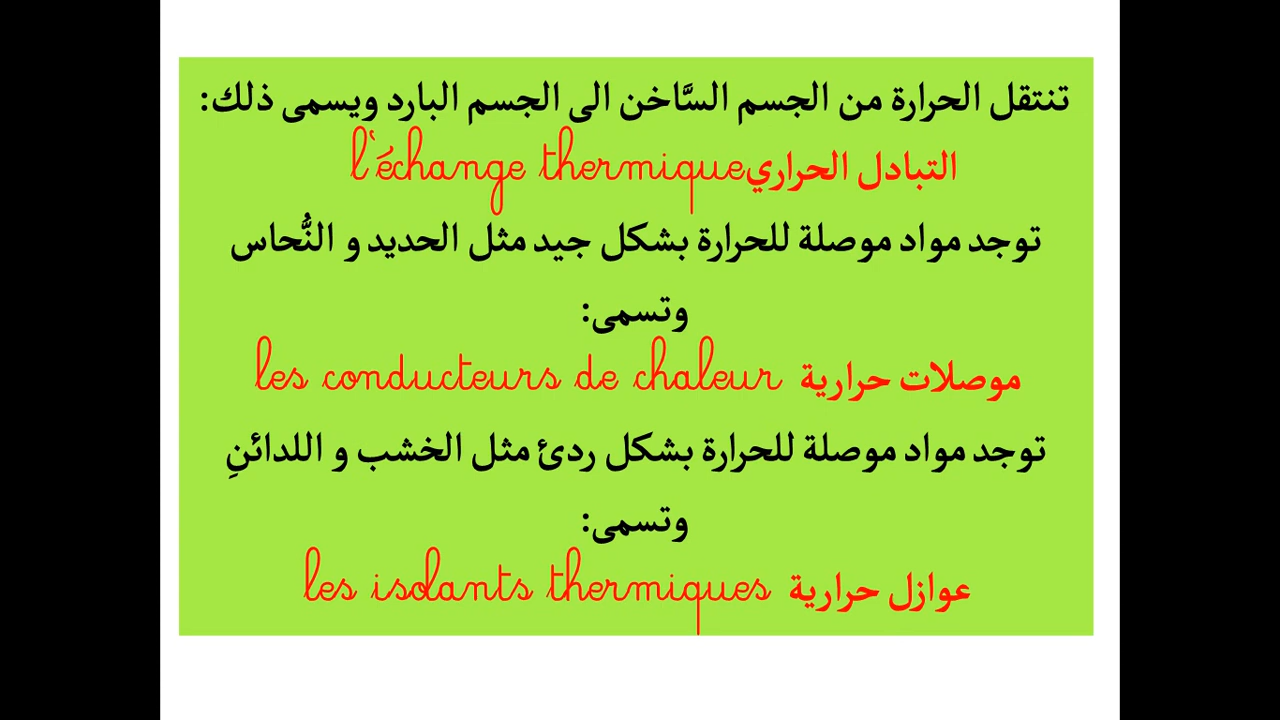 تنتقل الحرارة من الجسم السَّاخن الى الجسم البارد ويسمى ذلك:
التبادل الحراري l'échange thermique
توجد مواد موصلة للحرارة بشكل جيد مثل الحديد و النُّحاس
وتسمى:
موصلات حرارية les conducteurs de chaleur
توجد مواد موصلة للحرارة بشكل ردئ مثل الخشب و اللدائنِ
وتسمى:
عوازل حرارية les isolants thermiques